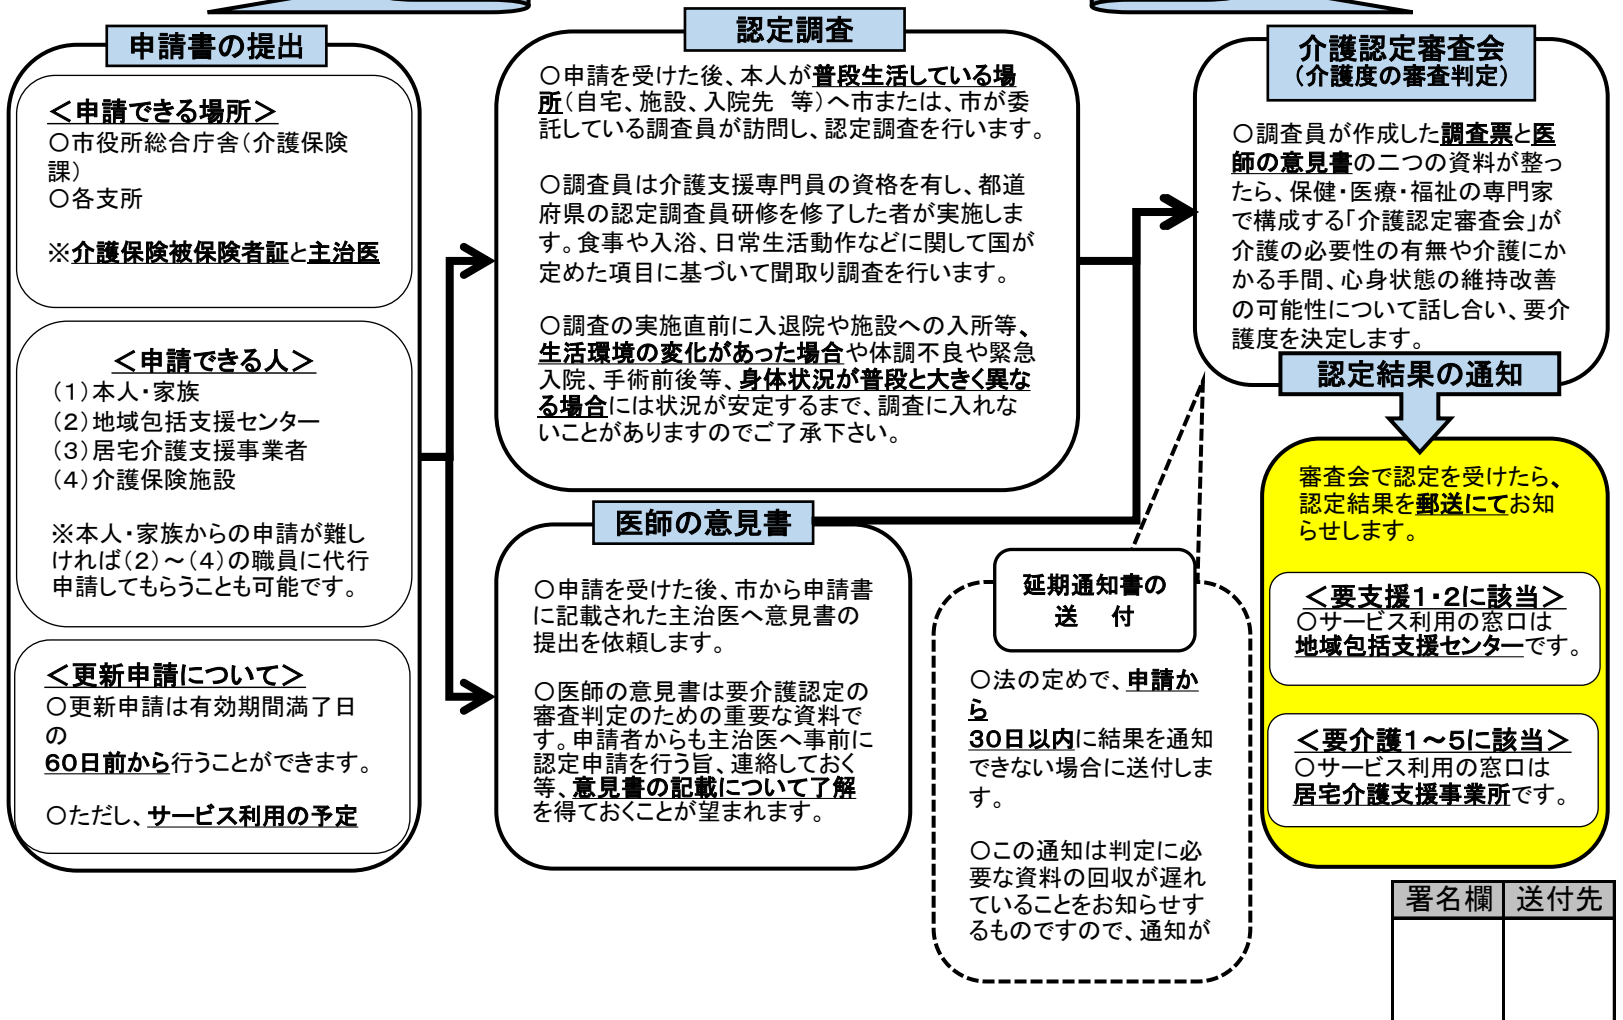 申請書の提出
＜申請できる場所＞
○市役所総合庁舎（介護保険
課）
○各支所
※介護保険被保険者証と主治医
＜申請できる人＞
（１）本人・家族
（２）地域包括支援センター
（３）居宅介護支援事業者
（４）介護保険施設
※本人・家族からの申請が難し
ければ（２）～（４）の職員に代行
申請してもらうことも可能です。
＜更新申請について＞
○更新申請は有効期間満了日
の
６０日前から行うことができます。
○ただし、サービス利用の予定
認定調査
○申請を受けた後、本人が普段生活している場
所（自宅、施設、入院先　等）へ市または、市が委
託している調査員が訪問し、認定調査を行います。
○調査員は介護支援専門員の資格を有し、都道
府県の認定調査員研修を修了した者が実施しま
す。食事や入浴、日常生活動作などに関して国が
定めた項目に基づいて聞取り調査を行います。
○調査の実施直前に入退院や施設への入所等、
生活環境の変化があった場合や体調不良や緊急
入院、手術前後等、身体状況が普段と大きく異な
る場合には状況が安定するまで、調査に入れな
いことがありますのでご了承下さい。
医師の意見書
○申請を受けた後、市から申請書
に記載された主治医へ意見書の
提出を依頼します。
○医師の意見書は要介護認定の
審査判定のための重要な資料で
す。申請者からも主治医へ事前に
認定申請を行う旨、連絡しておく
等、意見書の記載について了解
を得ておくことが望まれます。
介護認定審査会
（介護度の審査判定）
○調査員が作成した調査票と医
師の意見書の二つの資料が整っ
たら、保健・医療・福祉の専門家
で構成する「介護認定審査会」が
介護の必要性の有無や介護にか
かる手間、心身状態の維持改善
の可能性について話し合い、要介
護度を決定します。
延期通知書の
送　付
○法の定めで、申請か
ら
３０日以内に結果を通知
できない場合に送付しま
す。
○この通知は判定に必
要な資料の回収が遅れ
ていることをお知らせす
るものですので、通知が
認定結果の通知
審査会で認定を受けたら、
認定結果を郵送にてお知
らせします。
＜要支援１・２に該当＞
○サービス利用の窓口は
地域包括支援センターです。
＜要介護１～５に該当＞
○サービス利用の窓口は
居宅介護支援事業所です。
署名欄 送付先